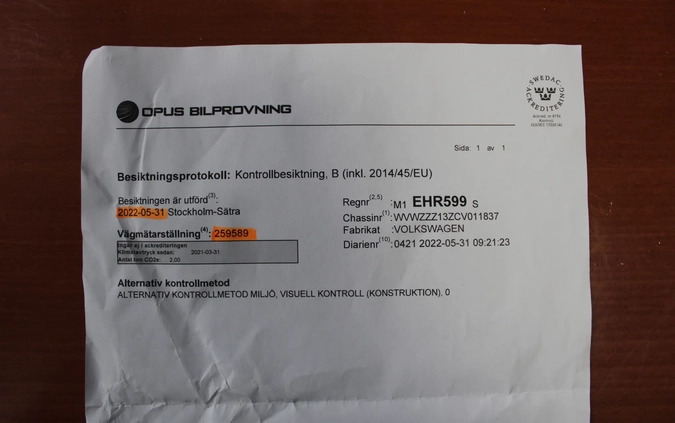 OPUS BILPROVNING
SWEDAC
ACKREDITERING
Sida: 1 av 1
Besiktningsprotokoll: Kontrollbesiktning, B (inkl. 2014/45/EU)
Besiktningen är utförd(3):
2022-05-31 Stockholm-Sätra
Vägmätarställning(4): 259589
Ingår ej i ackrediteringen
Klimatavtryck sedan: 2021-03-31
Antal ton CO2e: 2,00
Regnr(2,5) : M1 EHR599 S
Chassinr(1) : WVWZZZ13ZCV011837
Fabrikat : VOLKSWAGEN
Diarienr(10) : 0421 2022-05-31 09:21:23
Alternativ kontrollmetod
ALTERNATIV KONTROLLMETOD MILJÖ, VISUELL KONTROLL (KONSTRUKTION). 0